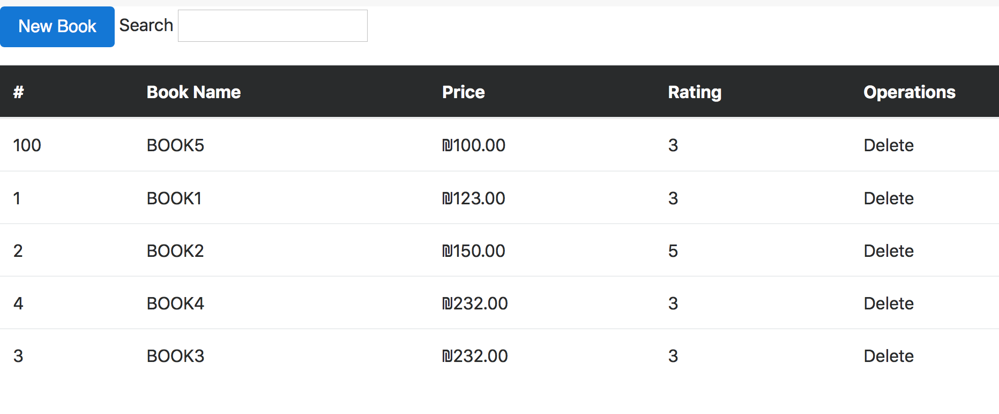 New Book Search
# Book Name Price Rating Operations
100 BOOK5 ₪100.00 3 Delete
1 BOOK1 ₪123.00 3 Delete
2 BOOK2 ₪150.00 5 Delete
4 BOOK4 ₪232.00 3 Delete
3 BOOK3 ₪232.00 3 Delete